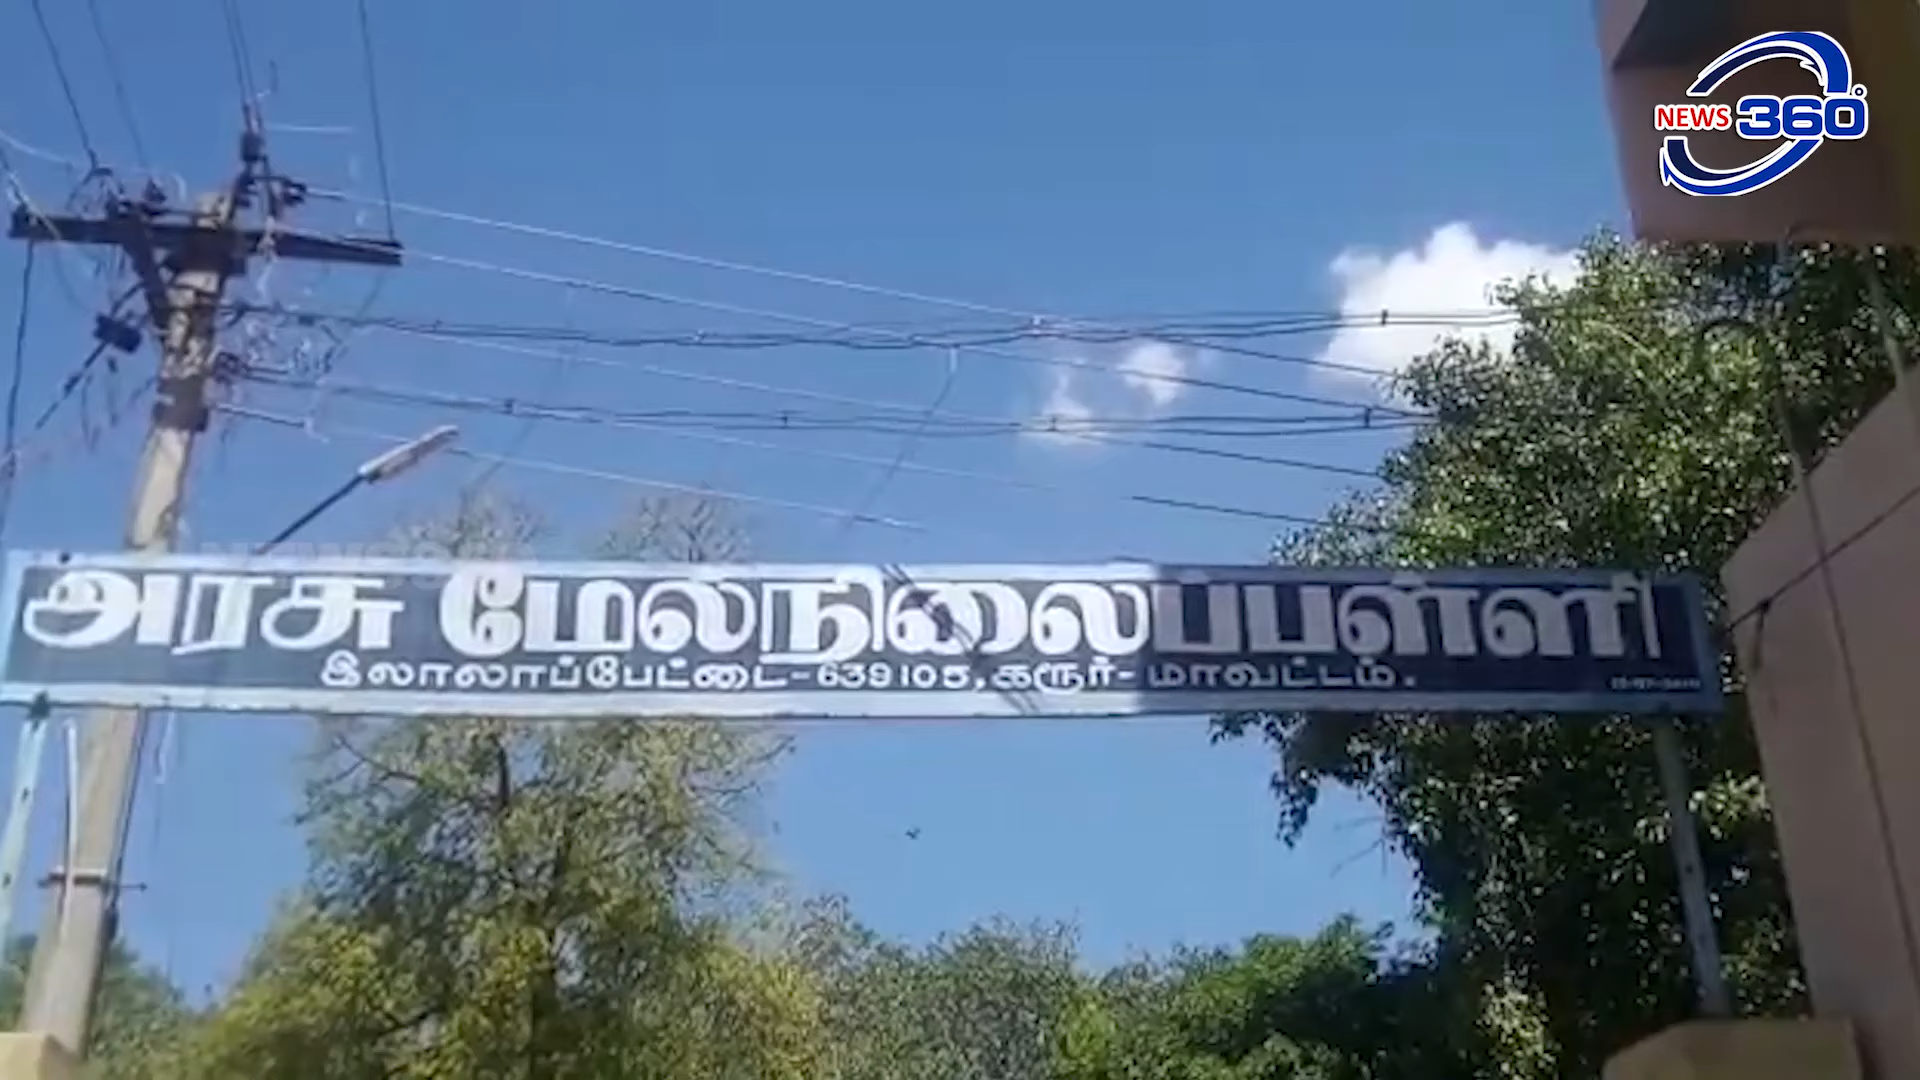 NEWS 360°
அரசு மேல்நிலைப்பள்ளி
இலாலாப்பேட்டை-639105, கரூர்-மாவட்டம்.